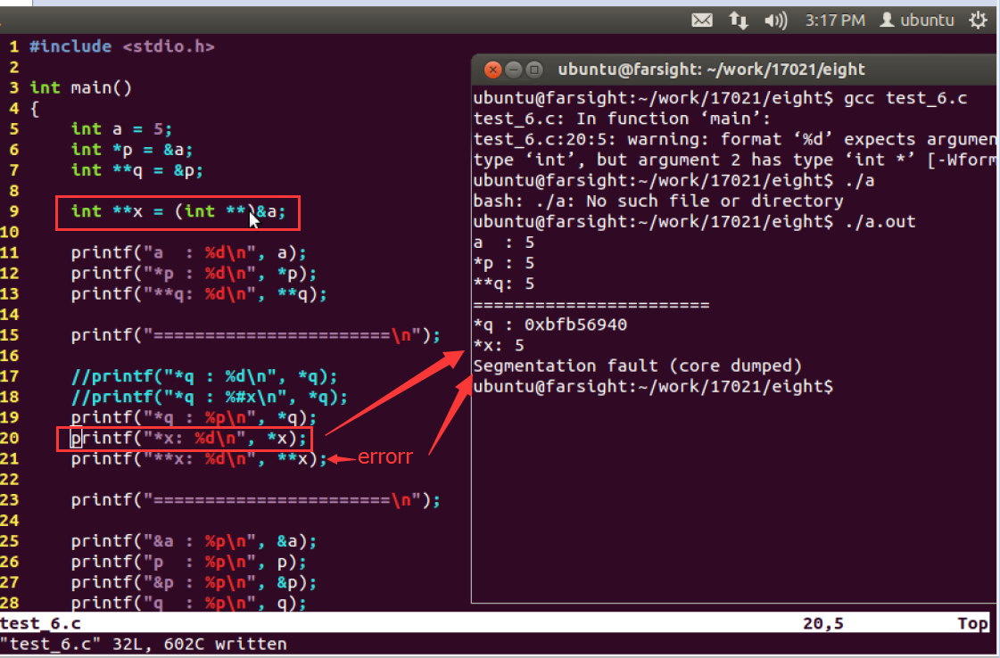 3:17 PM ubuntu
1 #include <stdio.h>
2
3 int main()
4 {
5 int a = 5;
6 int *p = &a;
7 int **q = &p;
8
9 int **x = (int **)&a;
10
11 printf("a  : %d\n", a);
12 printf("*p : %d\n", *p);
13 printf("**q: %d\n", **q);
14
15 printf("=======================\n");
16
17 //printf("*q : %d\n", *q);
18 //printf("*q : %#x\n", *q);
19 printf("*q : %p\n", *q);
20 printf("*x: %d\n", *x);
21 printf("**x: %d\n", **x);
errorr
22
23 printf("=======================\n");
24
25 printf("&a : %p\n", &a);
26 printf("p  : %p\n", p);
27 printf("&p : %p\n", &p);
28 printf("q  : %p\n", q);
test_6.c 20,5 Top
"test_6.c" 32L, 602C written
ubuntu@farsight: ~/work/17021/eight
ubuntu@farsight:~/work/17021/eight$ gcc test_6.c
test_6.c: In function ‘main’:
test_6.c:20:5: warning: format ‘%d’ expects argumen
type ‘int’, but argument 2 has type ‘int *’ [-Wform
ubuntu@farsight:~/work/17021/eight$ ./a
bash: ./a: No such file or directory
ubuntu@farsight:~/work/17021/eight$ ./a.out
a  : 5
*p : 5
**q: 5
=======================
*q : 0xbfb56940
*x: 5
Segmentation fault (core dumped)
ubuntu@farsight:~/work/17021/eight$